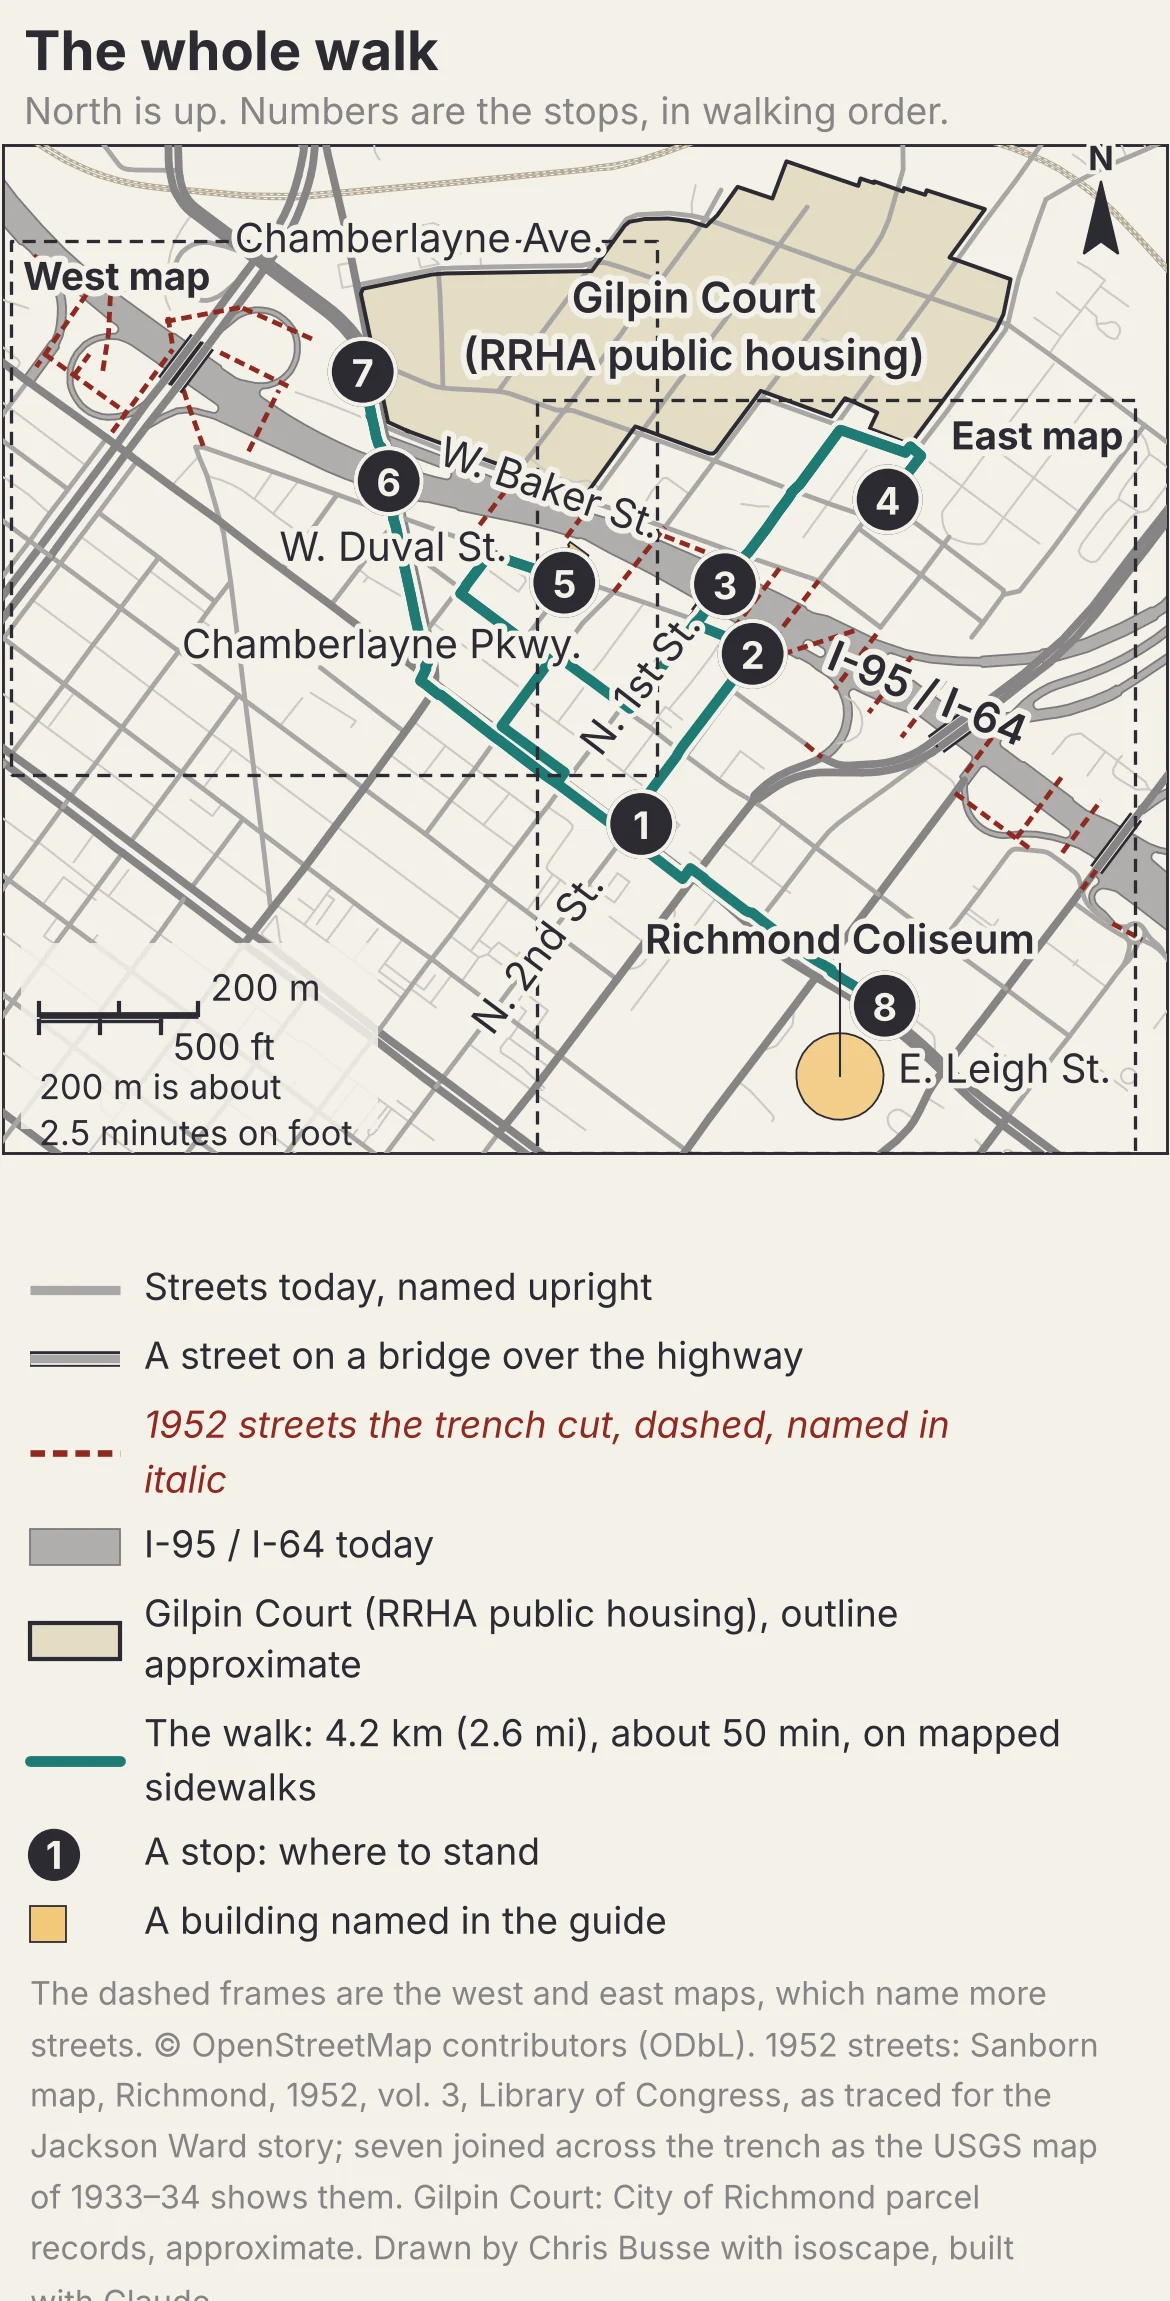 The whole walk
North is up. Numbers are the stops, in walking order.
N
Chamberlayne Ave.
West map
Gilpin Court
(RRHA public housing)
7
East map
W. Baker St.
6
4
W. Duval St.
5
3
Chamberlayne Pkwy.
2
N. 1st St.
I-95 / I-64
1
N. 2nd St.
Richmond Coliseum
200 m
8
500 ft
E. Leigh St.
200 m is about
2.5 minutes on foot
Streets today, named upright
A street on a bridge over the highway
1952 streets the trench cut, dashed, named in
italic
I-95 / I-64 today
Gilpin Court (RRHA public housing), outline
approximate
The walk: 4.2 km (2.6 mi), about 50 min, on mapped
sidewalks
1 A stop: where to stand
A building named in the guide
The dashed frames are the west and east maps, which name more
streets. © OpenStreetMap contributors (ODbL). 1952 streets: Sanborn
map, Richmond, 1952, vol. 3, Library of Congress, as traced for the
Jackson Ward story; seven joined across the trench as the USGS map
of 1933–34 shows them. Gilpin Court: City of Richmond parcel
records, approximate. Drawn by Chris Busse with isoscape, built
with Claude